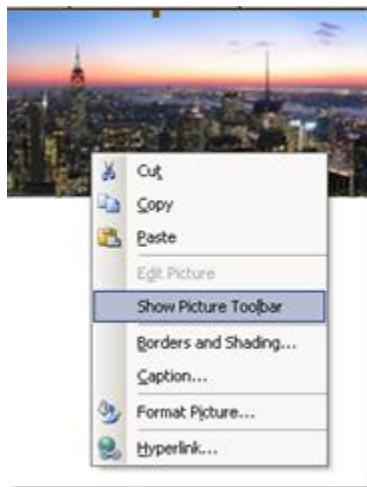 Cut
Copy
Paste
Edit Picture
Show Picture Toolbar
Borders and Shading...
Caption...
Format Picture...
Hyperlink...